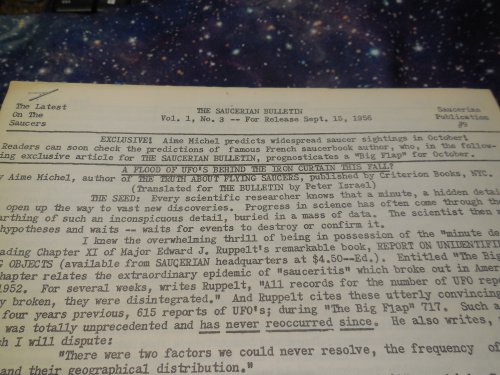 The Latest
On The
Saucers
THE SAUCERIAN BULLETIN
Vol. 1, No. 3 -- For Release Sept. 15, 1956
Saucerian
Publication
EXCLUSIVE! Aime Michel predicts widespread saucer sightings in October!
Readers can soon check the predictions of famous French saucerbook author, who, in the follow-
ing exclusive article for THE SAUCERIAN BULLETIN, prognosticates a "Big Flap" for October.
A FLOOD OF UFO'S BEHIND THE IRON CURTAIN THIS FALL?
by Aime Michel, author of THE TRUTH ABOUT FLYING SAUCERS, published by Criterion Books, NYC.
(Translated for THE BULLETIN by Peter Israel)
THE SEED: Every scientific researcher knows that a minute, a hidden detail
open up the way to vast new discoveries. Progress in science has often come through the
arthing of such an inconspicuous detail, buried in a mass of data. The scientist then
hypotheses and waits -- waits for events to destroy or confirm it.
I knew the overwhelming thrill of being in possession of the "minute de
ading Chapter XI of Major Edward J. Ruppelt's remarkable book, REPORT ON UNIDENTIFI
G OBJECTS (available from SAUCERIAN headquarters at $4.50--Ed.). Entitled "The Big
chapter relates the extraordinary epidemic of "sauceritis" which broke out in Amer
1952. For several weeks, writes Ruppelt, "All records for the number of UFO repo
y broken, they were disintegrated." And Ruppelt cites these utterly convincing
four years previous, 615 reports of UFO's; during "The Big Flap" 717. Such a
was totally unprecedented and has never reoccurred since. He also writes,
h I will dispute:
"There were two factors we could never resolve, the frequency of
and their geographical distribution."